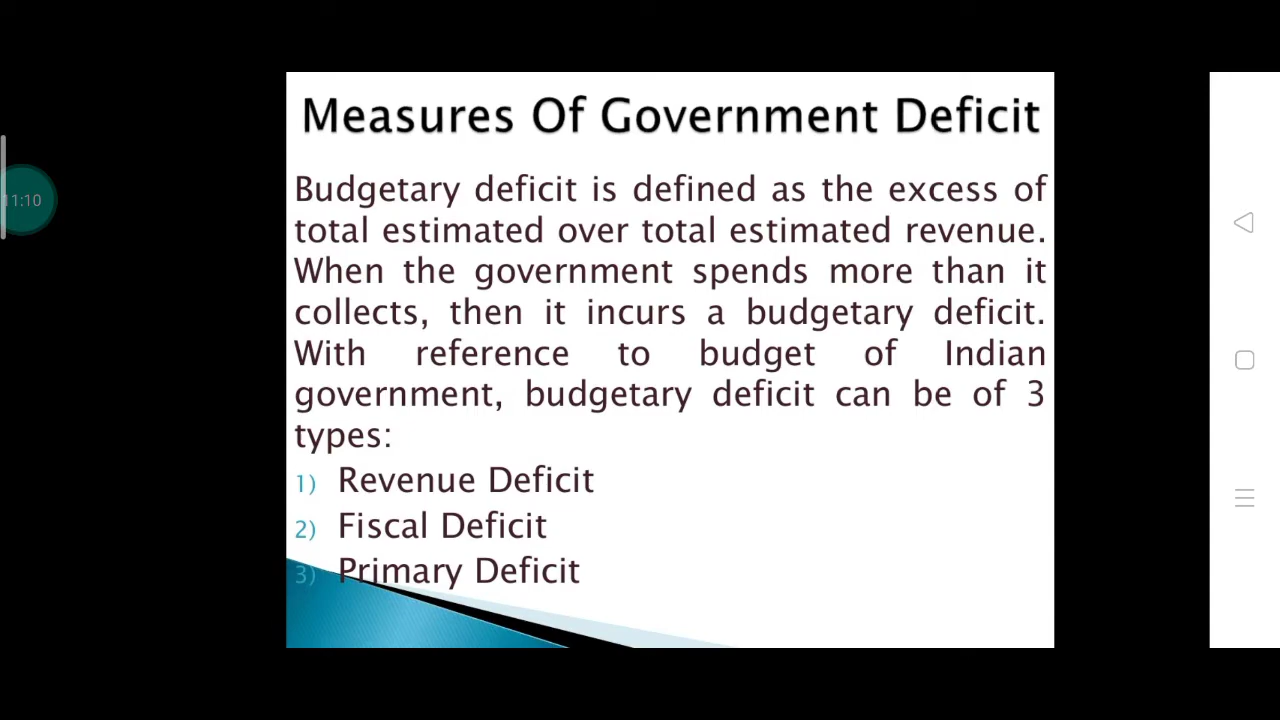 Measures Of Government Deficit
11:10
Budgetary deficit is defined as the excess of
total estimated over total estimated revenue.
When the government spends more than it
collects, then it incurs a budgetary deficit.
With reference to budget of Indian
government, budgetary deficit can be of 3
types:
1) Revenue Deficit
2) Fiscal Deficit
3) Primary Deficit